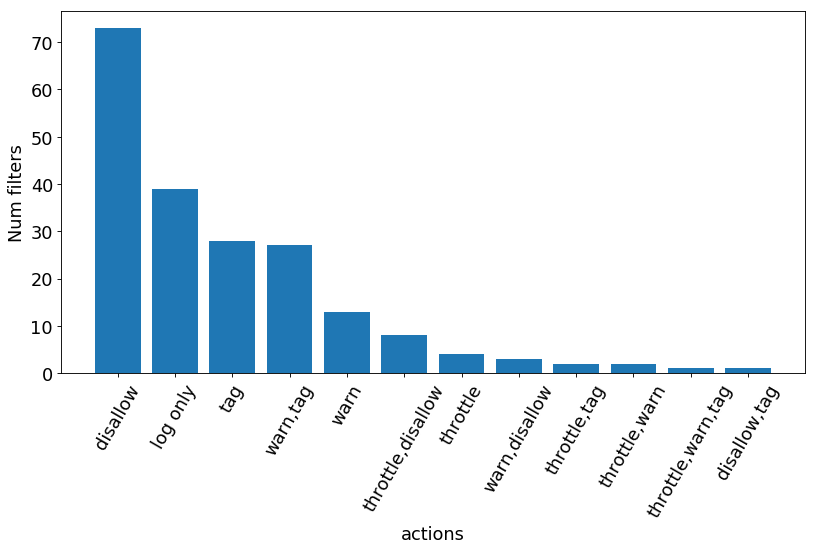 Num filters
70
60
50
40
30
20
10
0
disallow
log only
tag
warn,tag
warn
throttle,disallow
throttle
warn,disallow
throttle,tag
throttle,warn
throttle,warn,tag
disallow,tag
actions